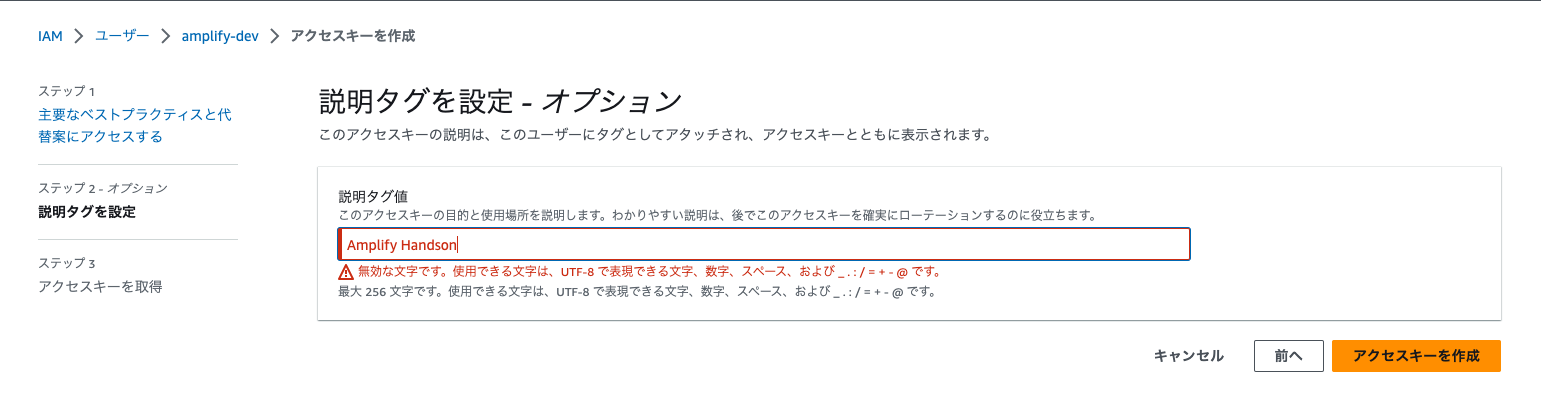 IAM > ユーザー > amplify-dev > アクセスキーを作成
ステップ 1
主要なベストプラクティスと代
替案にアクセスする
ステップ 2 - オプション
説明タグを設定
ステップ 3
アクセスキーを取得
説明タグを設定 - オプション
このアクセスキーの説明は、このユーザーにタグとしてアタッチされ、アクセスキーとともに表示されます。
説明タグ値
このアクセスキーの目的と使用場所を説明します。わかりやすい説明は、後でこのアクセスキーを確実にローテーションするのに役立ちます。
Amplify Handson
無効な文字です。使用できる文字は、UTF-8 で表現できる文字、数字、スペース、および _ . : / = + - @ です。
最大 256 文字です。使用できる文字は、UTF-8 で表現できる文字、数字、スペース、および _ . : / = + - @ です。
キャンセル 前へ アクセスキーを作成